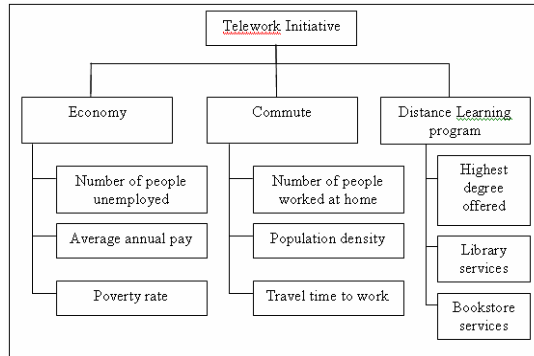 Telework Initiative
Economy
Commute
Distance Learning
program
Number of people
unemployed
Average annual pay
Poverty rate
Number of people
worked at home
Population density
Travel time to work
Highest
degree
offered
Library
services
Bookstore
services